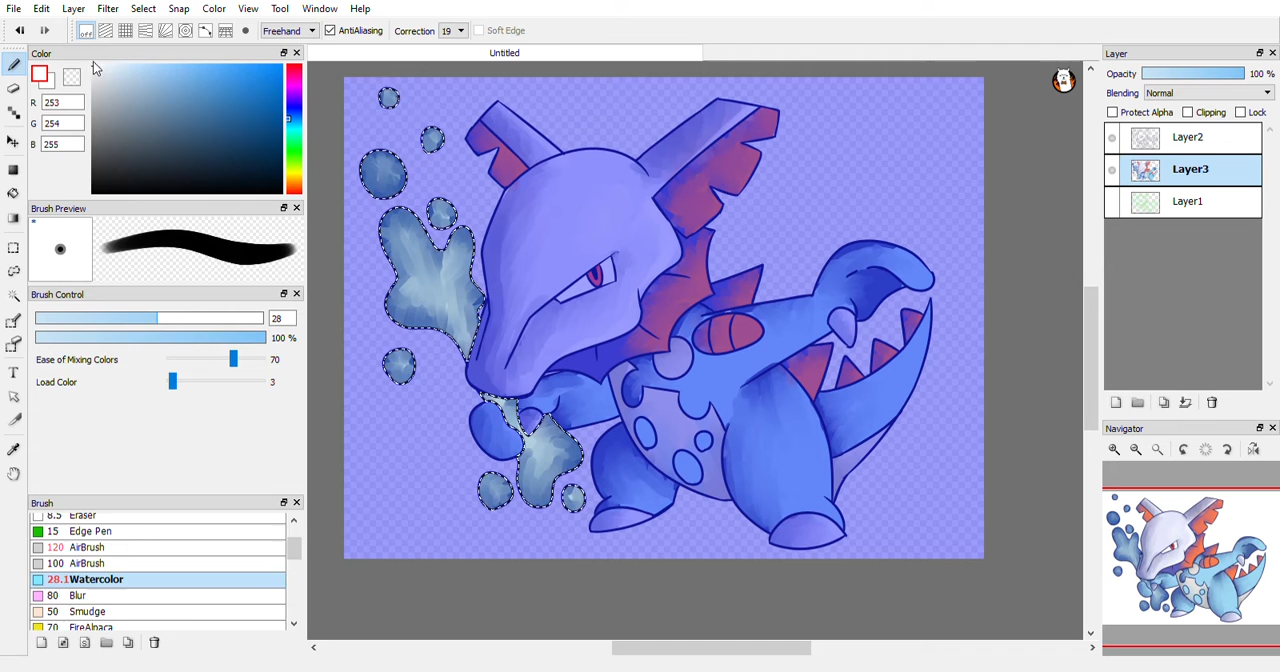 File Edit Layer Filter Select Snap Color View Tool Window Help
off Freehand AntiAliasing Correction 19 Soft Edge
Color Untitled Layer
R 253
G 254
B 255
Opacity 100 %
Blending Normal
Protect Alpha Clipping Lock
Layer2
Layer3
Layer1
Brush Preview
*
Brush Control
28
100 %
Ease of Mixing Colors 70
Load Color 3
Navigator
Brush
8.5 Eraser
15 Edge Pen
120 AirBrush
100 AirBrush
28.1 Watercolor
80 Blur
50 Smudge
70 FireAlpaca